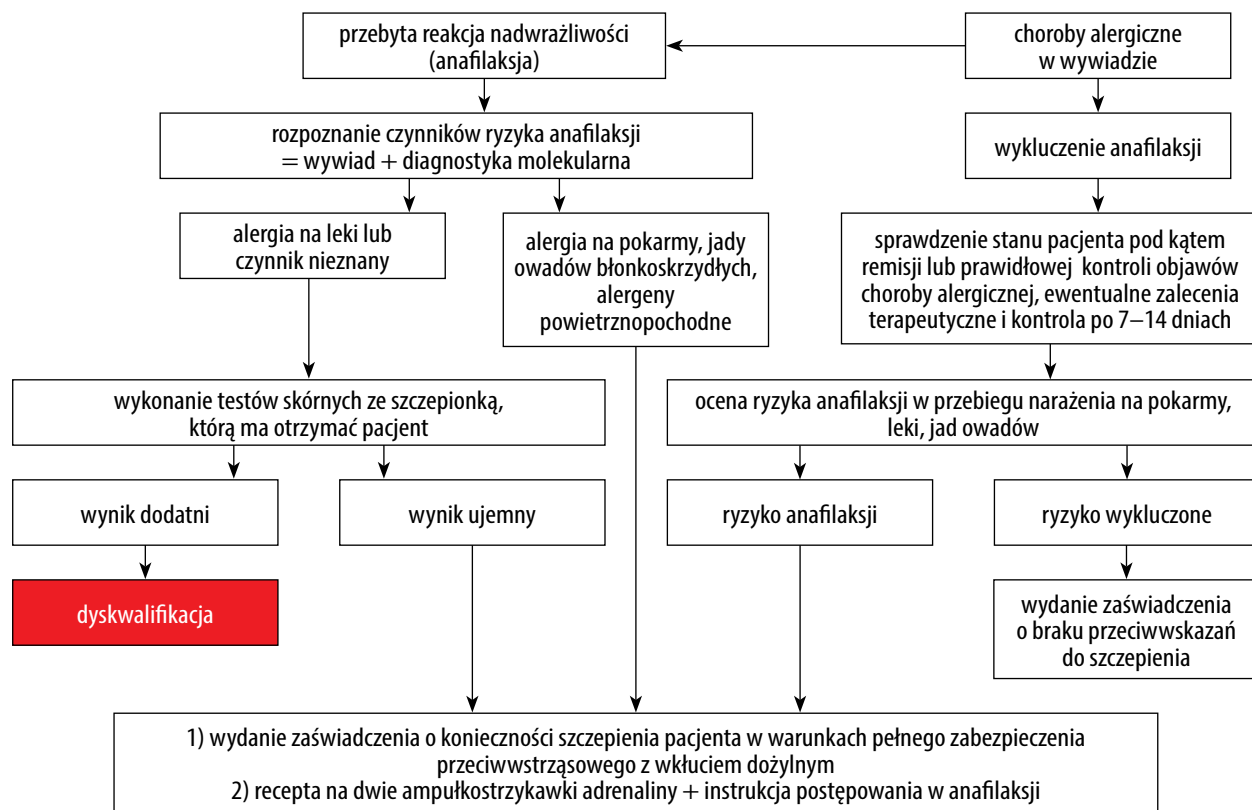 przebyta reakcja nadwrażliwości
(anafilaksja)
choroby alergiczne
w wywiadzie
rozpoznanie czynników ryzyka anafilaksji
= wywiad + diagnostyka molekularna
wykluczenie anafilaksji
alergia na leki lub
czynnik nieznany
alergia na pokarmy, jady
owadów błonkoskrzydłych,
alergeny
powietrznopochodne
sprawdzenie stanu pacjenta pod kątem
remisji lub prawidłowej kontroli objawów
choroby alergicznej, ewentualne zalecenia
terapeutyczne i kontrola po 7–14 dniach
wykonanie testów skórnych ze szczepionką,
którą ma otrzymać pacjent
ocena ryzyka anafilaksji w przebiegu narażenia na pokarmy,
leki, jad owadów
wynik dodatni
wynik ujemny
ryzyko anafilaksji
ryzyko wykluczone
dyskwalifikacja
wydanie zaświadczenia
o braku przeciwwskazań
do szczepienia
1) wydanie zaświadczenia o konieczności szczepienia pacjenta w warunkach pełnego zabezpieczenia
przeciwwstrząsowego z wkłuciem dożylnym
2) recepta na dwie ampułkostrzykawki adrenaliny + instrukcja postępowania w anafilaksji